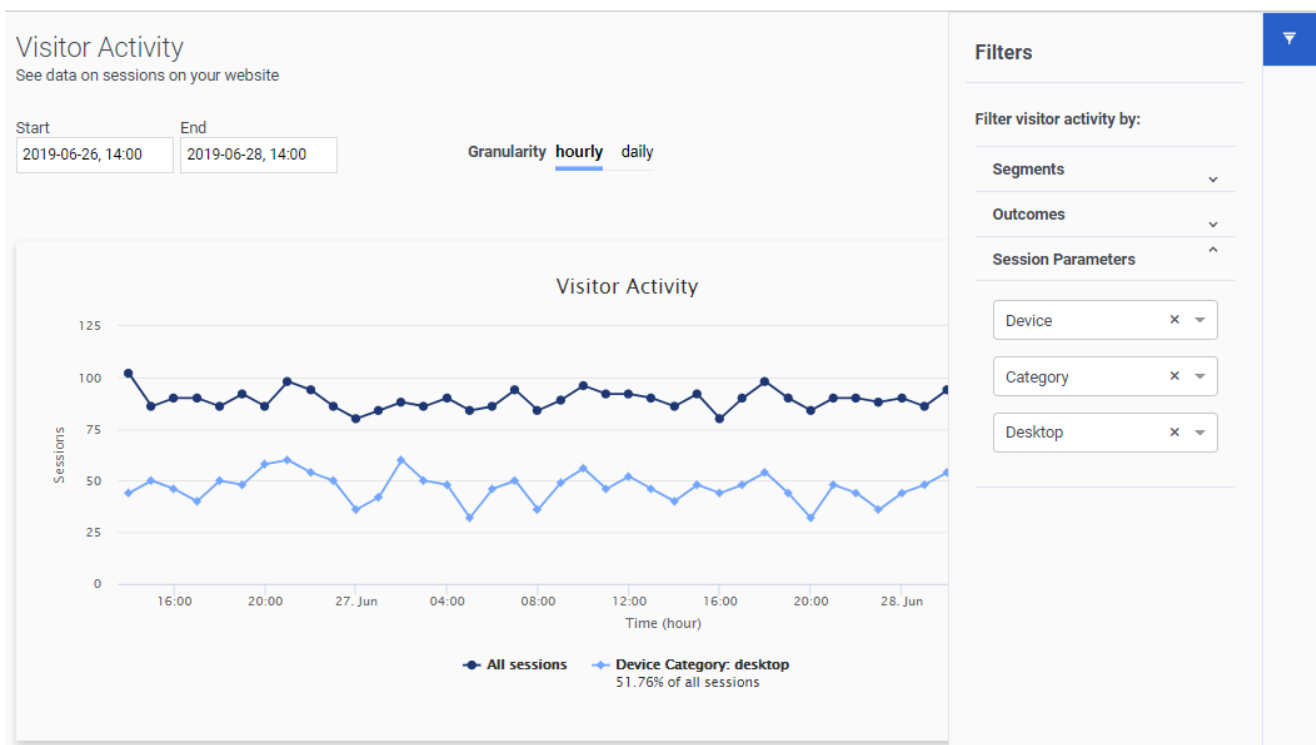 Visitor Activity
See data on sessions on your website
Start End
2019-06-26, 14:00 2019-06-28, 14:00
Granularity hourly daily
Visitor Activity
125
100
75
50
25
0
Sessions
16:00 20:00 27. Jun 04:00 08:00 12:00 16:00 20:00 28. Jun
Time (hour)
All sessions Device Category: desktop
51.76% of all sessions
Filters
Filter visitor activity by:
Segments
Outcomes
Session Parameters
Device
Category
Desktop